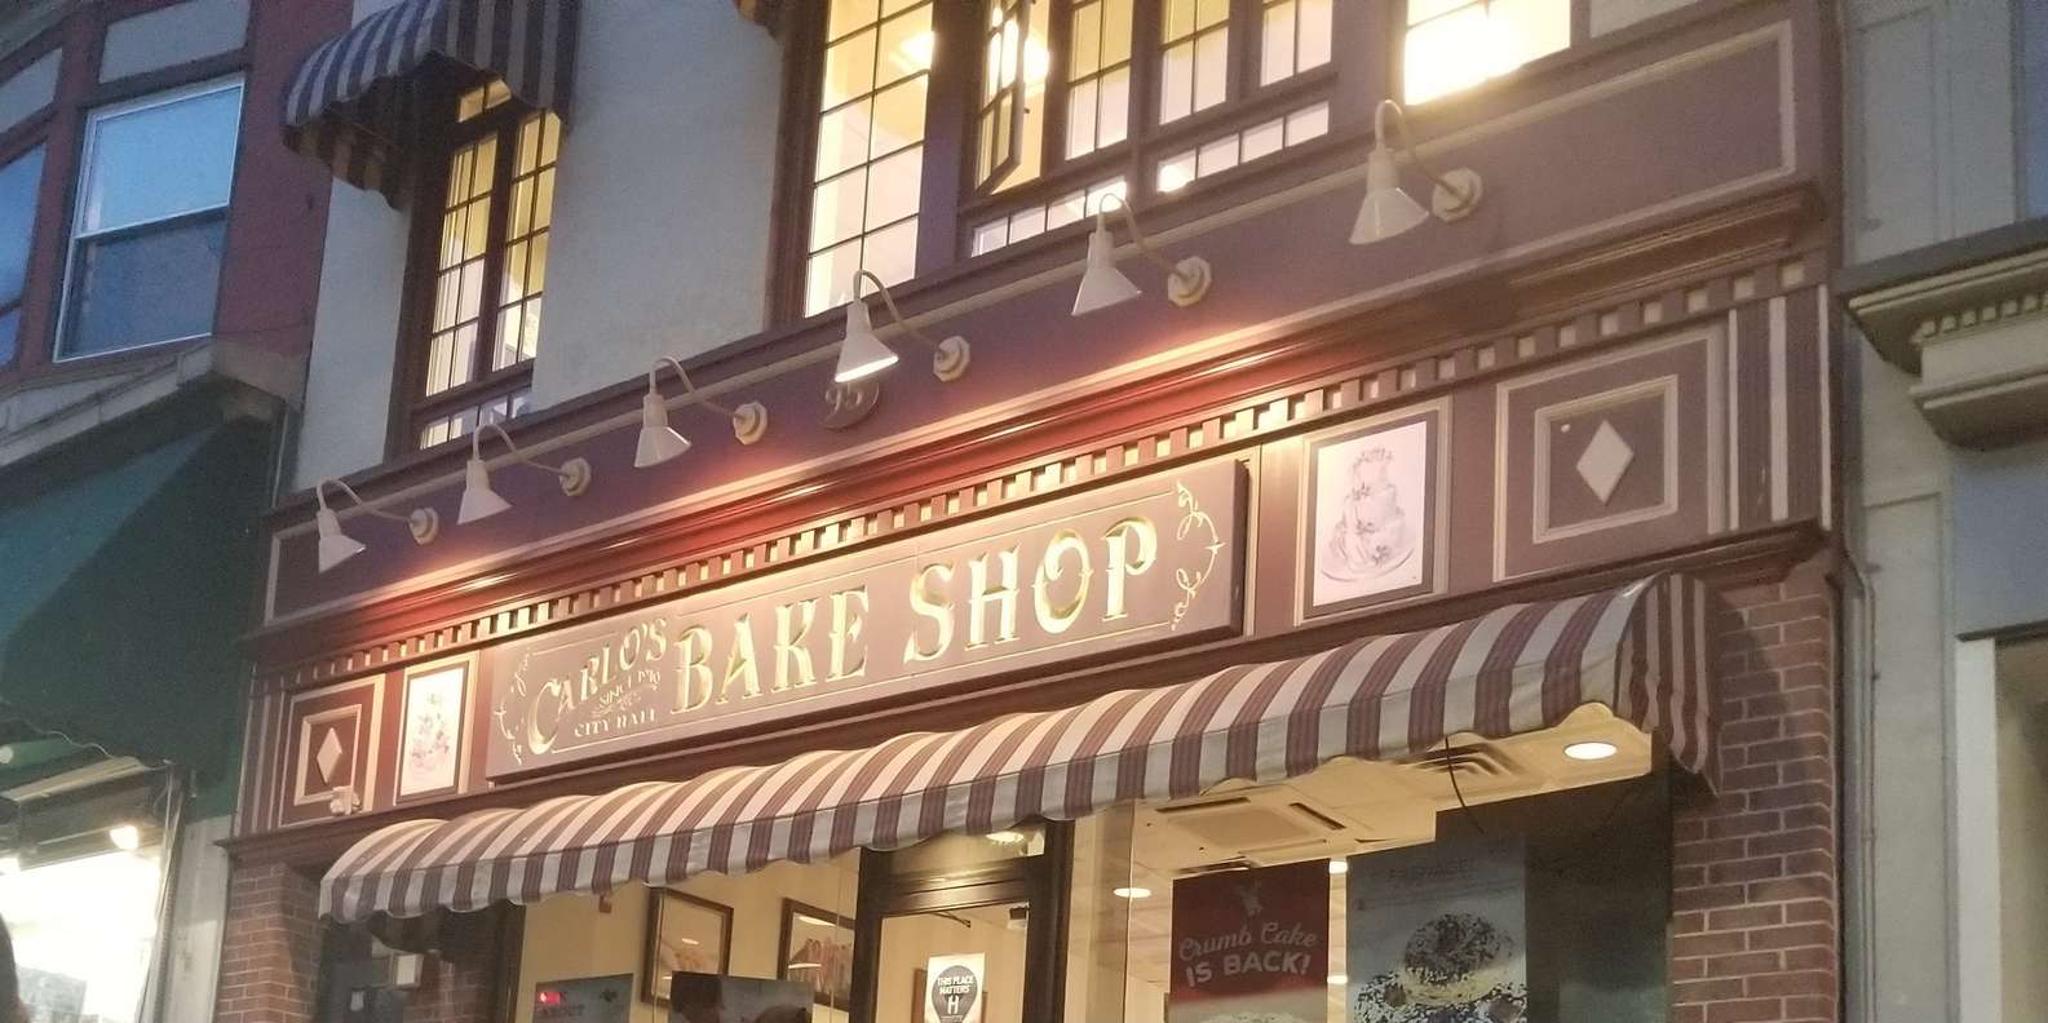 95
CARLO'S
SINCE 1910
CITY HALL
BAKE SHOP
Crumb Cake
IS BACK!
THIS PLACE
MATTERS
H